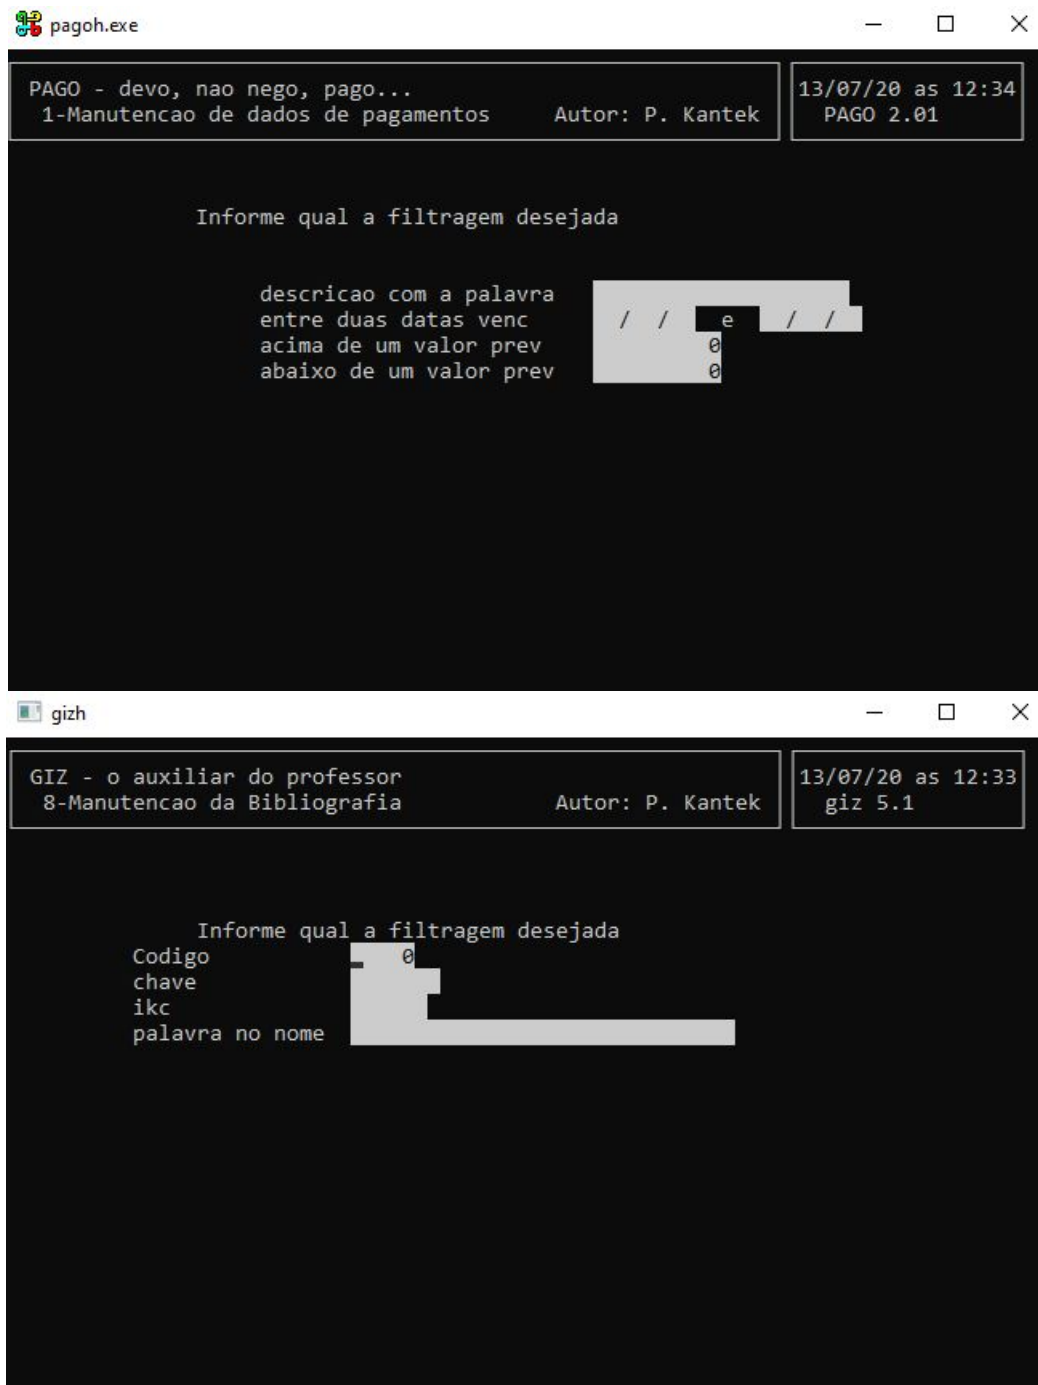 pagoh.exe
PAGO - devo, nao nego, pago...
1-Manutencao de dados de pagamentos Autor: P. Kantek
13/07/20 as 12:34
PAGO 2.01
Informe qual a filtragem desejada
descricao com a palavra
entre duas datas venc / / e / /
acima de um valor prev 0
abaixo de um valor prev 0
gizh
GIZ - o auxiliar do professor
8-Manutencao da Bibliografia Autor: P. Kantek
13/07/20 as 12:33
giz 5.1
Informe qual a filtragem desejada
Codigo 0
chave
ikc
palavra no nome